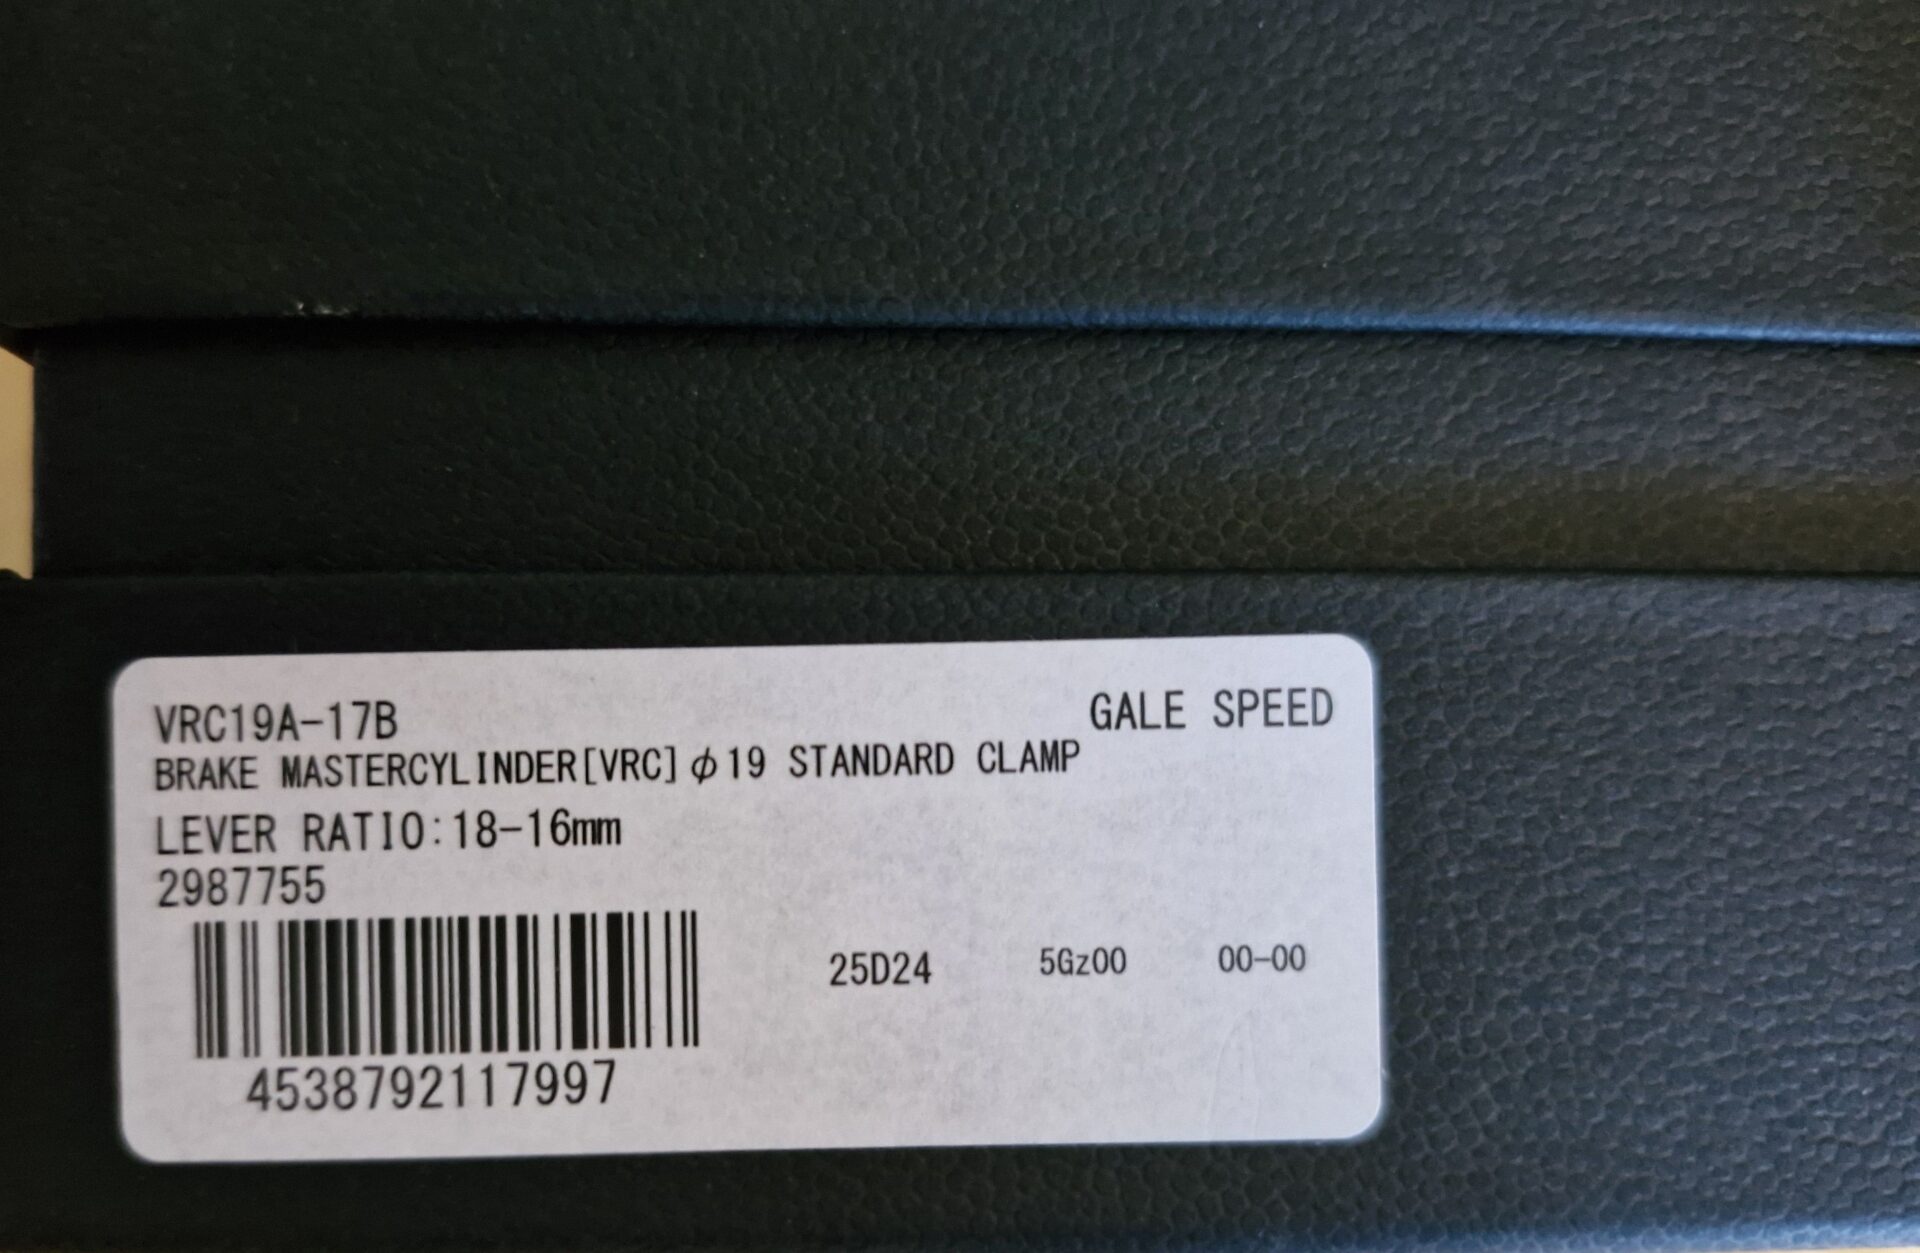 VRC19A-17B
GALE SPEED
BRAKE MASTERCYLINDER[VRC]φ19 STANDARD CLAMP
LEVER RATIO:18-16mm
2987755
25D24 5Gz00 00-00
4538792117997